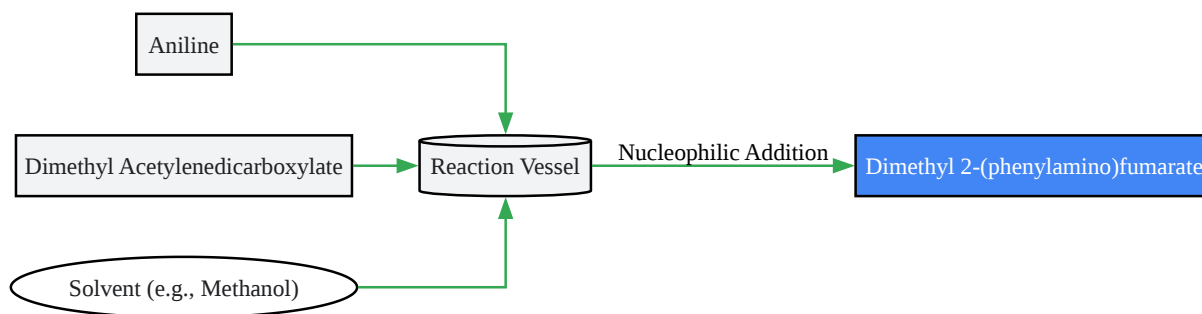 Aniline
Dimethyl Acetylenedicarboxylate
Reaction Vessel
Nucleophilic Addition
Dimethyl 2-(phenylamino)fumarate
Solvent (e.g., Methanol)